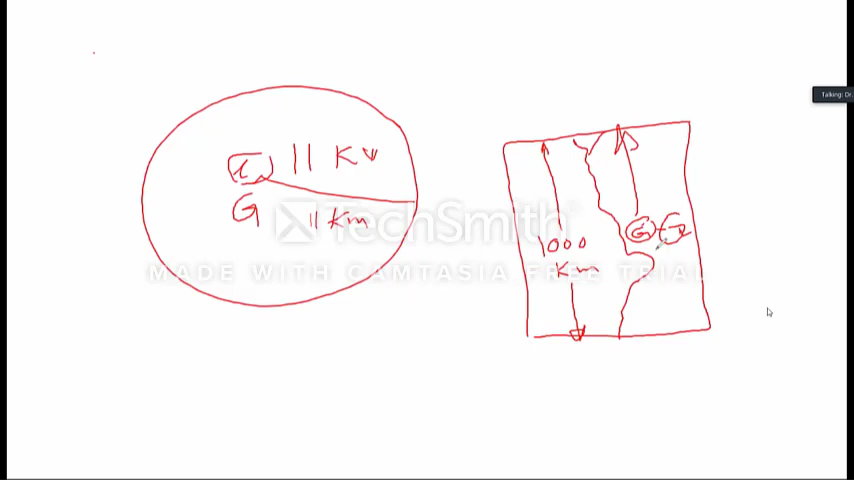 11 KV
G
11 Km
1000
Km
G
TechSmith
MADE WITH CAMTASIA FREE TRIAL
Talking: Dr.